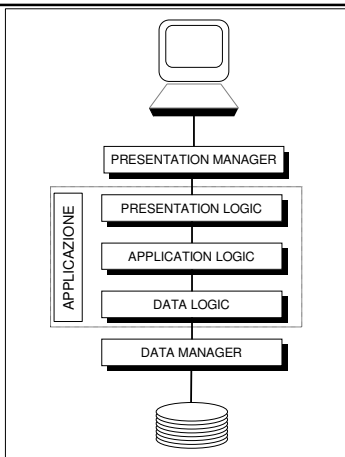 PRESENTATION MANAGER
APPLICAZIONE
PRESENTATION LOGIC
APPLICATION LOGIC
DATA LOGIC
DATA MANAGER